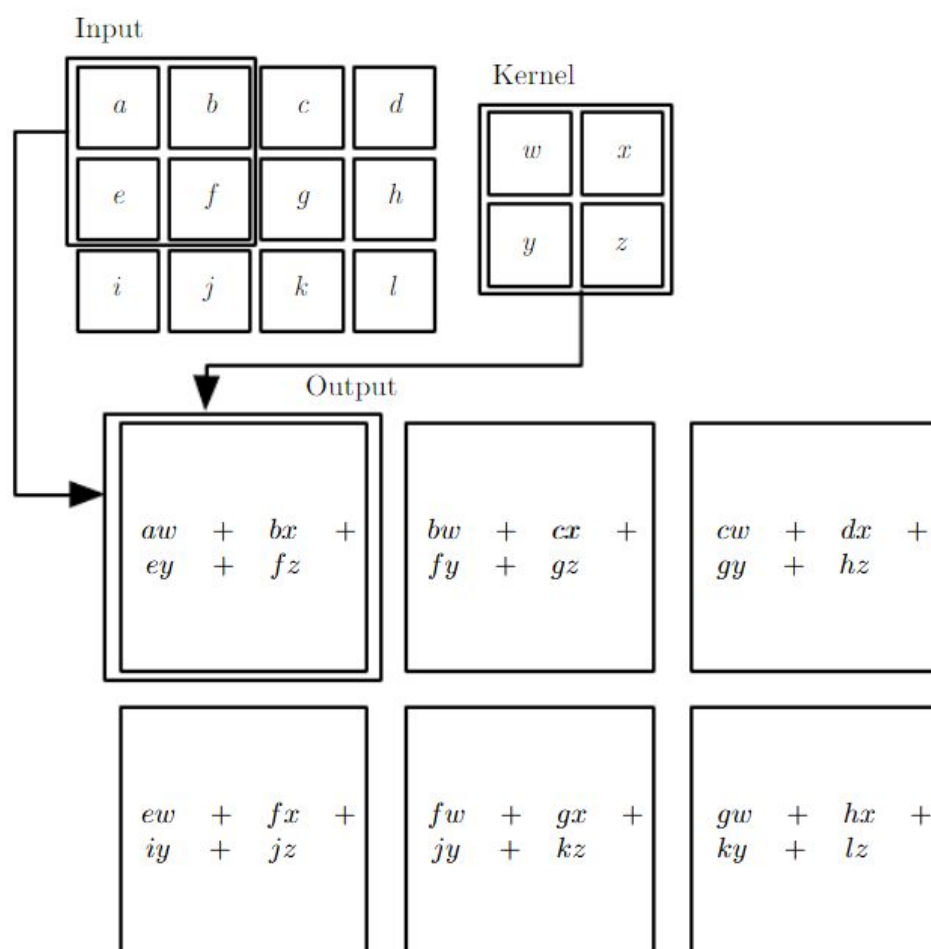 Input
Kernel
a b c d
w x
e f g h
y z
i j k l
Output
aw + bx +
ey + fz
bw + cx +
fy + gz
cw + dx +
gy + hz
ew + fx +
iy + jz
fw + gx +
jy + kz
gw + hx +
ky + lz